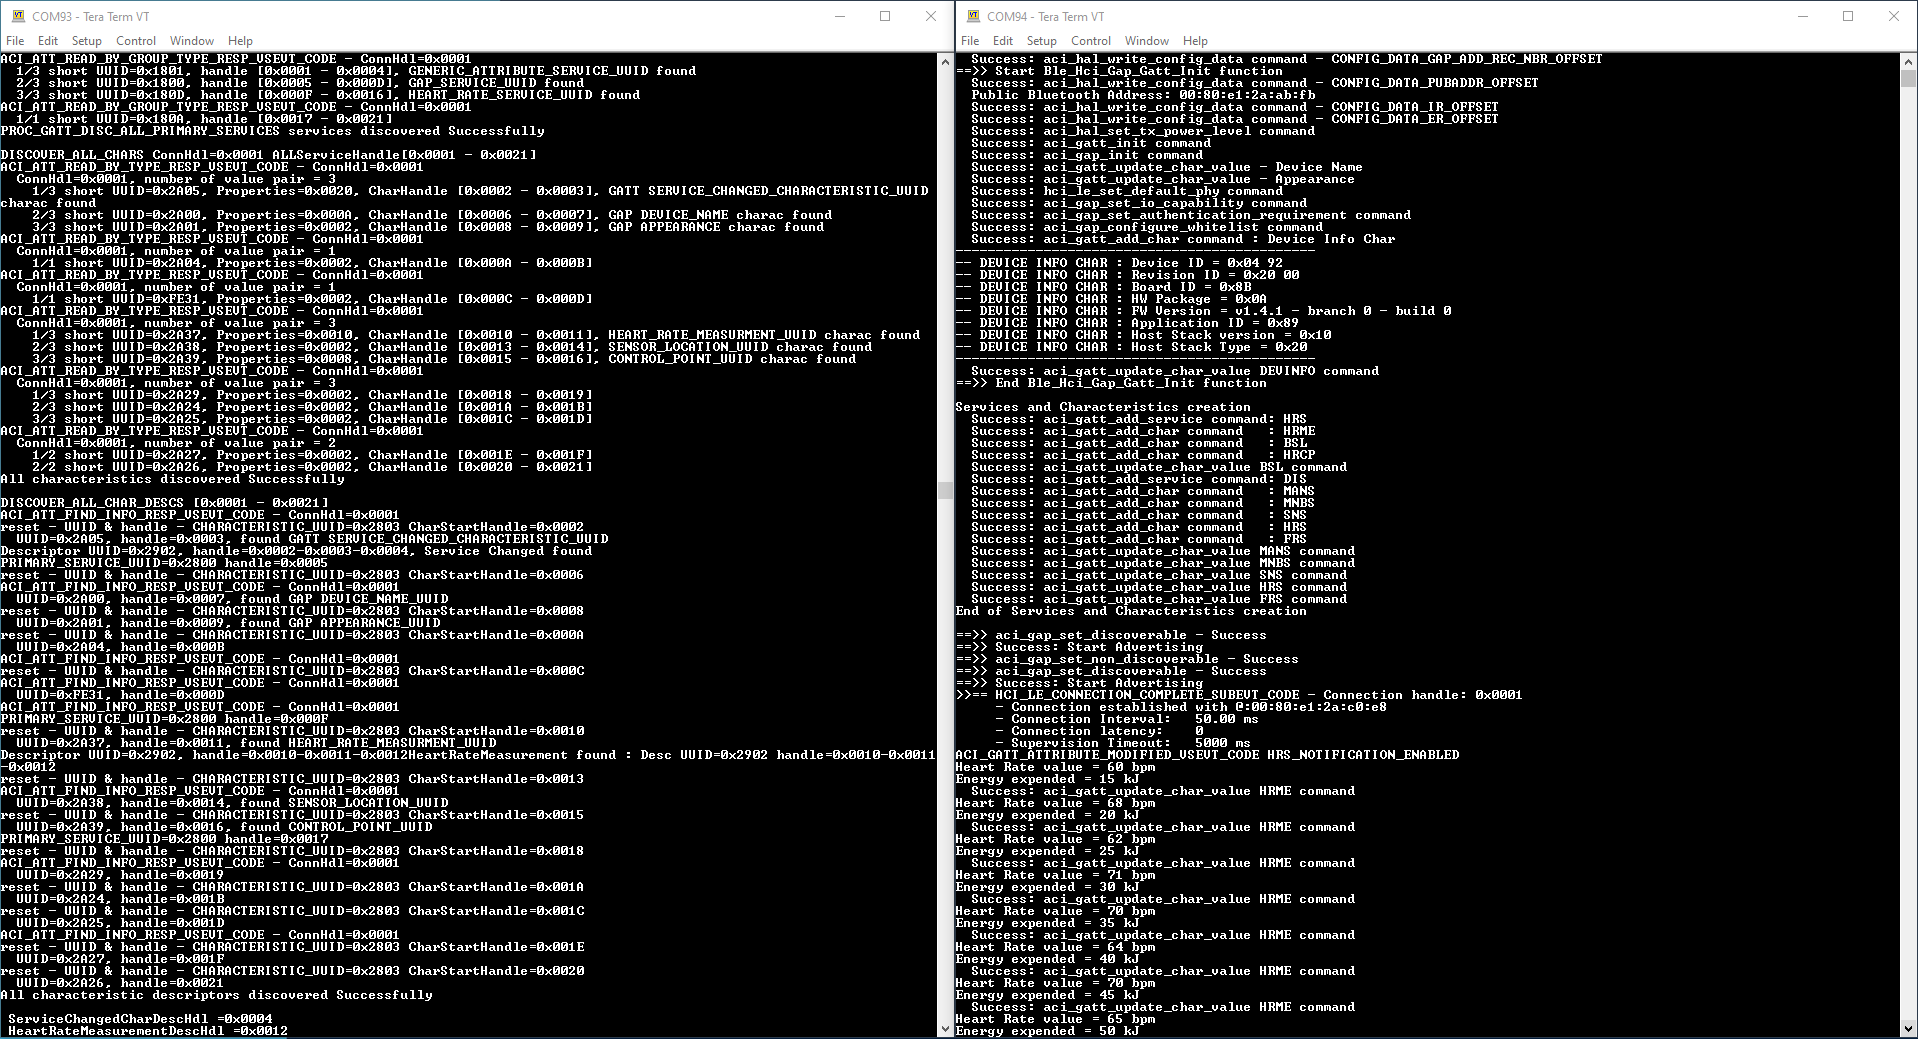 COM93 - Tera Term VT
File Edit Setup Control Window Help
ACI_ATT_READ_BY_GROUP_TYPE_RESP_VSEVT_CODE - ConnHdl=0x0001
  1/3 short UUID=0x1801, handle [0x0001 - 0x0004], GENERIC_ATTRIBUTE_SERVICE_UUID found
  2/3 short UUID=0x1800, handle [0x0005 - 0x000D], GAP_SERVICE_UUID found
  3/3 short UUID=0x180D, handle [0x000F - 0x0016], HEART_RATE_SERVICE_UUID found
ACI_ATT_READ_BY_GROUP_TYPE_RESP_VSEVT_CODE - ConnHdl=0x0001
  1/1 short UUID=0x180A, handle [0x0017 - 0x0021]
PROC_GATT_DISC_ALL_PRIMARY_SERVICES services discovered Successfully

DISCOVER_ALL_CHARS ConnHdl=0x0001 ALLServiceHandle[0x0001 - 0x0021]
ACI_ATT_READ_BY_TYPE_RESP_VSEVT_CODE - ConnHdl=0x0001
  ConnHdl=0x0001, number of value pair = 3
    1/3 short UUID=0x2A05, Properties=0x0020, CharHandle [0x0002 - 0x0003], GATT SERVICE_CHANGED_CHARACTERISTIC_UUID
charac found
    2/3 short UUID=0x2A00, Properties=0x000A, CharHandle [0x0006 - 0x0007], GAP DEVICE_NAME charac found
    3/3 short UUID=0x2A01, Properties=0x0002, CharHandle [0x0008 - 0x0009], GAP APPEARANCE charac found
ACI_ATT_READ_BY_TYPE_RESP_VSEVT_CODE - ConnHdl=0x0001
  ConnHdl=0x0001, number of value pair = 1
    1/1 short UUID=0x2A04, Properties=0x0002, CharHandle [0x000A - 0x000B]
ACI_ATT_READ_BY_TYPE_RESP_VSEVT_CODE - ConnHdl=0x0001
  ConnHdl=0x0001, number of value pair = 1
    1/1 short UUID=0xFE31, Properties=0x0002, CharHandle [0x000C - 0x000D]
ACI_ATT_READ_BY_TYPE_RESP_VSEVT_CODE - ConnHdl=0x0001
  ConnHdl=0x0001, number of value pair = 3
    1/3 short UUID=0x2A37, Properties=0x0010, CharHandle [0x0010 - 0x0011], HEART_RATE_MEASURMENT_UUID charac found
    2/3 short UUID=0x2A38, Properties=0x0002, CharHandle [0x0013 - 0x0014], SENSOR_LOCATION_UUID charac found
    3/3 short UUID=0x2A39, Properties=0x0008, CharHandle [0x0015 - 0x0016], CONTROL_POINT_UUID charac found
ACI_ATT_READ_BY_TYPE_RESP_VSEVT_CODE - ConnHdl=0x0001
  ConnHdl=0x0001, number of value pair = 3
    1/3 short UUID=0x2A29, Properties=0x0002, CharHandle [0x0018 - 0x0019]
    2/3 short UUID=0x2A24, Properties=0x0002, CharHandle [0x001A - 0x001B]
    3/3 short UUID=0x2A25, Properties=0x0002, CharHandle [0x001C - 0x001D]
ACI_ATT_READ_BY_TYPE_RESP_VSEVT_CODE - ConnHdl=0x0001
  ConnHdl=0x0001, number of value pair = 2
    1/2 short UUID=0x2A27, Properties=0x0002, CharHandle [0x001E - 0x001F]
    2/2 short UUID=0x2A26, Properties=0x0002, CharHandle [0x0020 - 0x0021]
All characteristics discovered Successfully

DISCOVER_ALL_CHAR_DESCS [0x0001 - 0x0021]
ACI_ATT_FIND_INFO_RESP_VSEVT_CODE - ConnHdl=0x0001
reset - UUID & handle - CHARACTERISTIC_UUID=0x2803 CharStartHandle=0x0002
  UUID=0x2A05, handle=0x0003, found GATT SERVICE_CHANGED_CHARACTERISTIC_UUID
Descriptor UUID=0x2902, handle=0x0002-0x0003-0x0004, Service Changed found
PRIMARY_SERVICE_UUID=0x2800 handle=0x0005
reset - UUID & handle - CHARACTERISTIC_UUID=0x2803 CharStartHandle=0x0006
ACI_ATT_FIND_INFO_RESP_VSEVT_CODE - ConnHdl=0x0001
  UUID=0x2A00, handle=0x0007, found GAP DEVICE_NAME_UUID
reset - UUID & handle - CHARACTERISTIC_UUID=0x2803 CharStartHandle=0x0008
  UUID=0x2A01, handle=0x0009, found GAP APPEARANCE_UUID
reset - UUID & handle - CHARACTERISTIC_UUID=0x2803 CharStartHandle=0x000A
  UUID=0x2A04, handle=0x000B
ACI_ATT_FIND_INFO_RESP_VSEVT_CODE - ConnHdl=0x0001
reset - UUID & handle - CHARACTERISTIC_UUID=0x2803 CharStartHandle=0x000C
ACI_ATT_FIND_INFO_RESP_VSEVT_CODE - ConnHdl=0x0001
  UUID=0xFE31, handle=0x000D
ACI_ATT_FIND_INFO_RESP_VSEVT_CODE - ConnHdl=0x0001
PRIMARY_SERVICE_UUID=0x2800 handle=0x000F
reset - UUID & handle - CHARACTERISTIC_UUID=0x2803 CharStartHandle=0x0010
  UUID=0x2A37, handle=0x0011, found HEART_RATE_MEASURMENT_UUID
Descriptor UUID=0x2902, handle=0x0010-0x0011-0x0012HeartRateMeasurement found : Desc UUID=0x2902 handle=0x0010-0x0011
-0x0012
reset - UUID & handle - CHARACTERISTIC_UUID=0x2803 CharStartHandle=0x0013
ACI_ATT_FIND_INFO_RESP_VSEVT_CODE - ConnHdl=0x0001
  UUID=0x2A38, handle=0x0014, found SENSOR_LOCATION_UUID
reset - UUID & handle - CHARACTERISTIC_UUID=0x2803 CharStartHandle=0x0015
  UUID=0x2A39, handle=0x0016, found CONTROL_POINT_UUID
PRIMARY_SERVICE_UUID=0x2800 handle=0x0017
reset - UUID & handle - CHARACTERISTIC_UUID=0x2803 CharStartHandle=0x0018
ACI_ATT_FIND_INFO_RESP_VSEVT_CODE - ConnHdl=0x0001
  UUID=0x2A29, handle=0x0019
reset - UUID & handle - CHARACTERISTIC_UUID=0x2803 CharStartHandle=0x001A
  UUID=0x2A24, handle=0x001B
reset - UUID & handle - CHARACTERISTIC_UUID=0x2803 CharStartHandle=0x001C
  UUID=0x2A25, handle=0x001D
ACI_ATT_FIND_INFO_RESP_VSEVT_CODE - ConnHdl=0x0001
reset - UUID & handle - CHARACTERISTIC_UUID=0x2803 CharStartHandle=0x001E
  UUID=0x2A27, handle=0x001F
reset - UUID & handle - CHARACTERISTIC_UUID=0x2803 CharStartHandle=0x0020
  UUID=0x2A26, handle=0x0021
All characteristic descriptors discovered Successfully

 ServiceChangedCharDescHdl =0x0004
 HeartRateMeasurementDescHdl =0x0012
COM94 - Tera Term VT
File Edit Setup Control Window Help
  Success: aci_hal_write_config_data command - CONFIG_DATA_GAP_ADD_REC_NBR_OFFSET
==>> Start Ble_Hci_Gap_Gatt_Init function
  Success: aci_hal_write_config_data command - CONFIG_DATA_PUBADDR_OFFSET
  Public Bluetooth Address: 00:80:e1:2a:ab:fb
  Success: aci_hal_write_config_data command - CONFIG_DATA_IR_OFFSET
  Success: aci_hal_write_config_data command - CONFIG_DATA_ER_OFFSET
  Success: aci_hal_set_tx_power_level command
  Success: aci_gatt_init command
  Success: aci_gap_init command
  Success: aci_gatt_update_char_value - Device Name
  Success: aci_gatt_update_char_value - Appearance
  Success: hci_le_set_default_phy command
  Success: aci_gap_set_io_capability command
  Success: aci_gap_set_authentication_requirement command
  Success: aci_gap_configure_whitelist command
  Success: aci_gatt_add_char command : Device Info Char
---------------------------------------------
-- DEVICE INFO CHAR : Device ID = 0x04 92
-- DEVICE INFO CHAR : Revision ID = 0x20 00
-- DEVICE INFO CHAR : Board ID = 0x8B
-- DEVICE INFO CHAR : HW Package = 0x0A
-- DEVICE INFO CHAR : FW Version = v1.4.1 - branch 0 - build 0
-- DEVICE INFO CHAR : Application ID = 0x89
-- DEVICE INFO CHAR : Host Stack version = 0x10
-- DEVICE INFO CHAR : Host Stack Type = 0x20
---------------------------------------------
  Success: aci_gatt_update_char_value DEVINFO command
==>> End Ble_Hci_Gap_Gatt_Init function

Services and Characteristics creation
  Success: aci_gatt_add_service command: HRS
  Success: aci_gatt_add_char command   : HRME
  Success: aci_gatt_add_char command   : BSL
  Success: aci_gatt_add_char command   : HRCP
  Success: aci_gatt_update_char_value BSL command
  Success: aci_gatt_add_service command: DIS
  Success: aci_gatt_add_char command   : MANS
  Success: aci_gatt_add_char command   : MNBS
  Success: aci_gatt_add_char command   : SNS
  Success: aci_gatt_add_char command   : HRS
  Success: aci_gatt_add_char command   : FRS
  Success: aci_gatt_update_char_value MANS command
  Success: aci_gatt_update_char_value MNBS command
  Success: aci_gatt_update_char_value SNS command
  Success: aci_gatt_update_char_value HRS command
  Success: aci_gatt_update_char_value FRS command
End of Services and Characteristics creation

==>> aci_gap_set_discoverable - Success
==>> Success: Start Advertising
==>> aci_gap_set_non_discoverable - Success
==>> aci_gap_set_discoverable - Success
==>> Success: Start Advertising
>>== HCI_LE_CONNECTION_COMPLETE_SUBEVT_CODE - Connection handle: 0x0001
     - Connection established with @:00:80:e1:2a:c0:e8
     - Connection Interval:   50.00 ms
     - Connection latency:    0
     - Supervision Timeout:   5000 ms
ACI_GATT_ATTRIBUTE_MODIFIED_VSEVT_CODE HRS_NOTIFICATION_ENABLED
Heart Rate value = 60 bpm
Energy expended = 15 kJ
  Success: aci_gatt_update_char_value HRME command
Heart Rate value = 68 bpm
Energy expended = 20 kJ
  Success: aci_gatt_update_char_value HRME command
Heart Rate value = 62 bpm
Energy expended = 25 kJ
  Success: aci_gatt_update_char_value HRME command
Heart Rate value = 71 bpm
Energy expended = 30 kJ
  Success: aci_gatt_update_char_value HRME command
Heart Rate value = 70 bpm
Energy expended = 35 kJ
  Success: aci_gatt_update_char_value HRME command
Heart Rate value = 64 bpm
Energy expended = 40 kJ
  Success: aci_gatt_update_char_value HRME command
Heart Rate value = 70 bpm
Energy expended = 45 kJ
  Success: aci_gatt_update_char_value HRME command
Heart Rate value = 65 bpm
Energy expended = 50 kJ